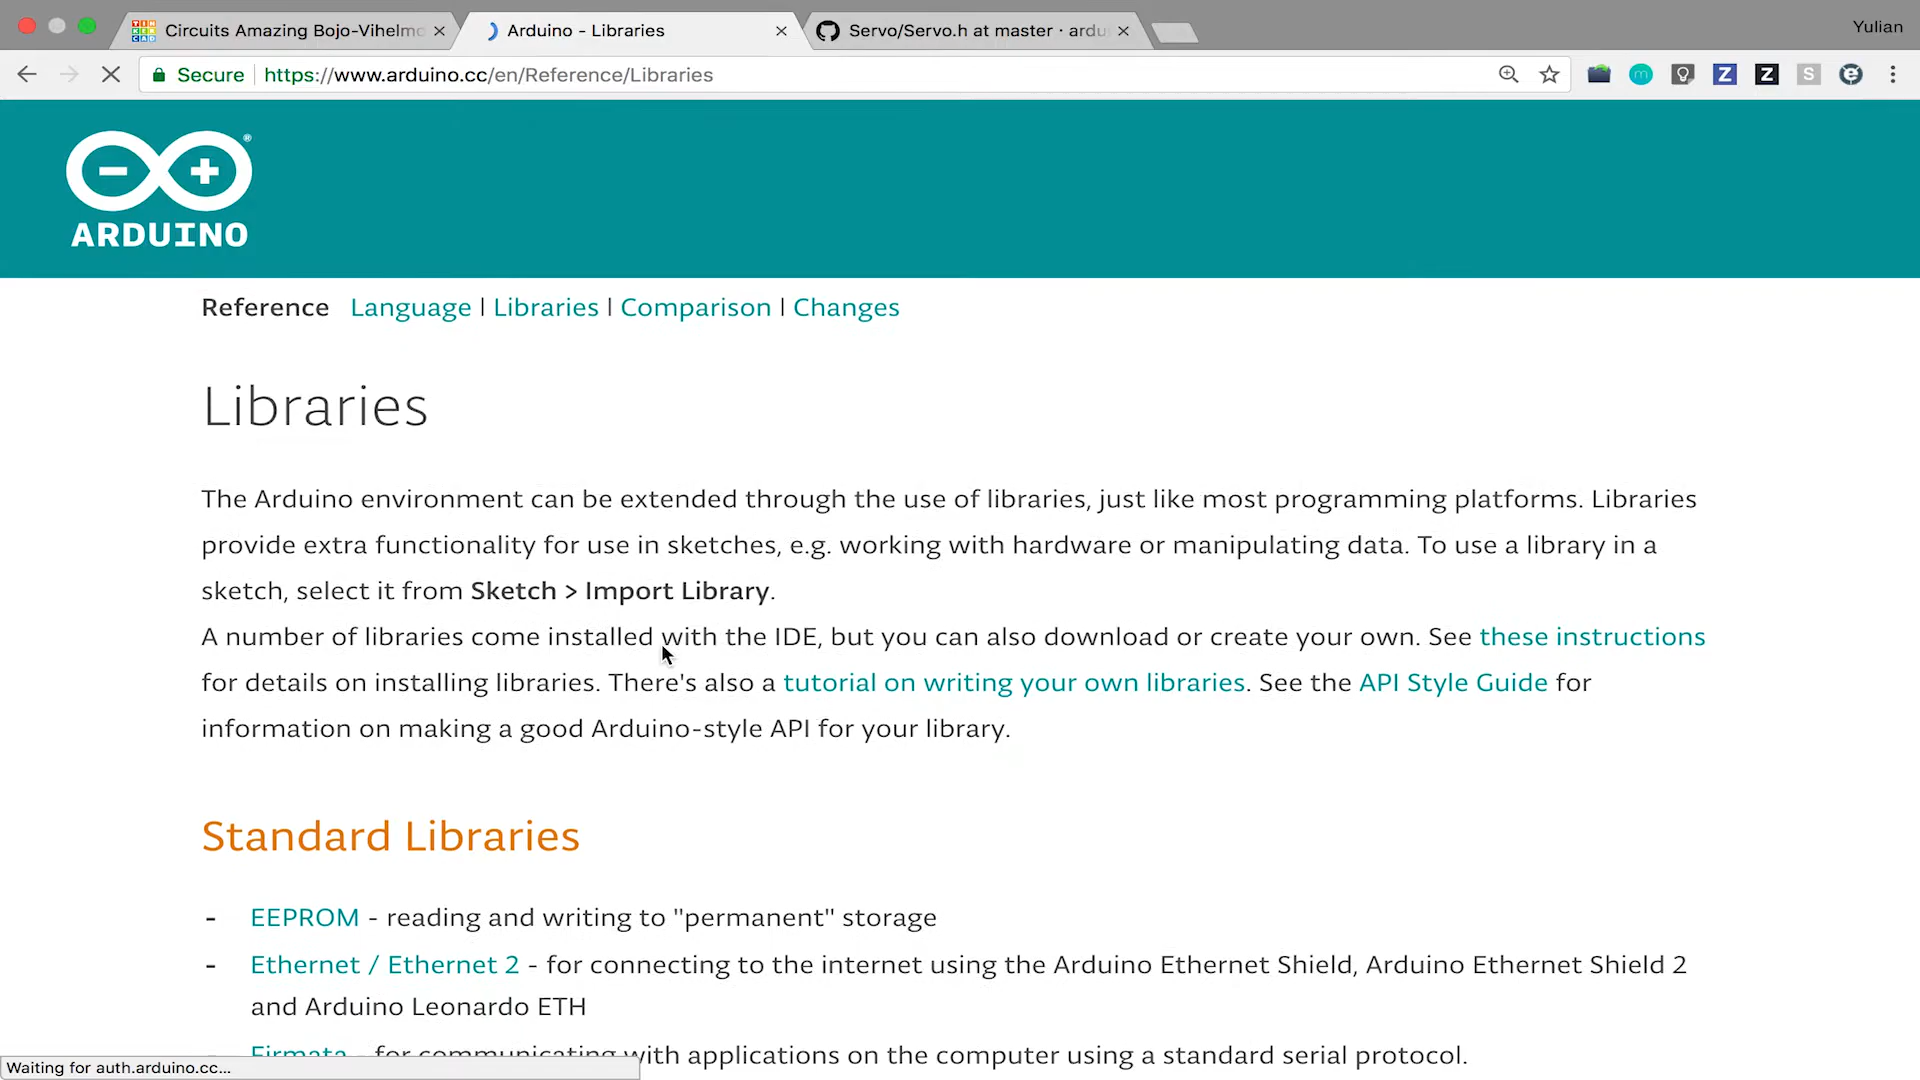 Yulian
Circuits Amazing Bojo-Vihelmo
Arduino - Libraries
Servo/Servo.h at master · ardu
Secure
https://www.arduino.cc/en/Reference/Libraries
ARDUINO
Reference Language | Libraries | Comparison | Changes
Libraries
The Arduino environment can be extended through the use of libraries, just like most programming platforms. Libraries
provide extra functionality for use in sketches, e.g. working with hardware or manipulating data. To use a library in a
sketch, select it from Sketch > Import Library.
A number of libraries come installed with the IDE, but you can also download or create your own. See these instructions
for details on installing libraries. There's also a tutorial on writing your own libraries. See the API Style Guide for
information on making a good Arduino-style API for your library.
Standard Libraries
- EEPROM - reading and writing to "permanent" storage
- Ethernet / Ethernet 2 - for connecting to the internet using the Arduino Ethernet Shield, Arduino Ethernet Shield 2
and Arduino Leonardo ETH
- Firmata - for communicating with applications on the computer using a standard serial protocol.
Waiting for auth.arduino.cc...